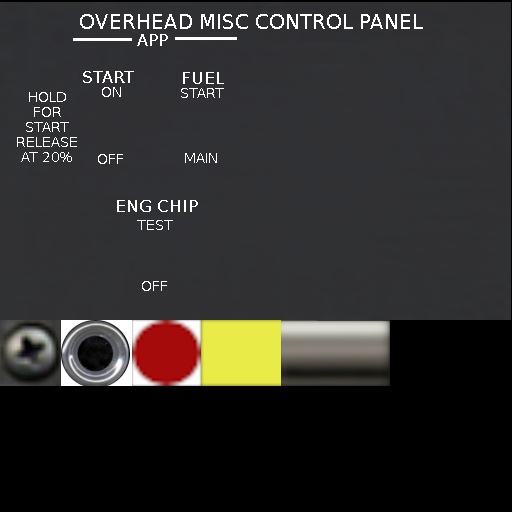 OVERHEAD MISC CONTROL PANEL
APP
START
ON
FUEL
START
HOLD
FOR
START
RELEASE
AT 20%
OFF
MAIN
ENG CHIP
TEST
OFF